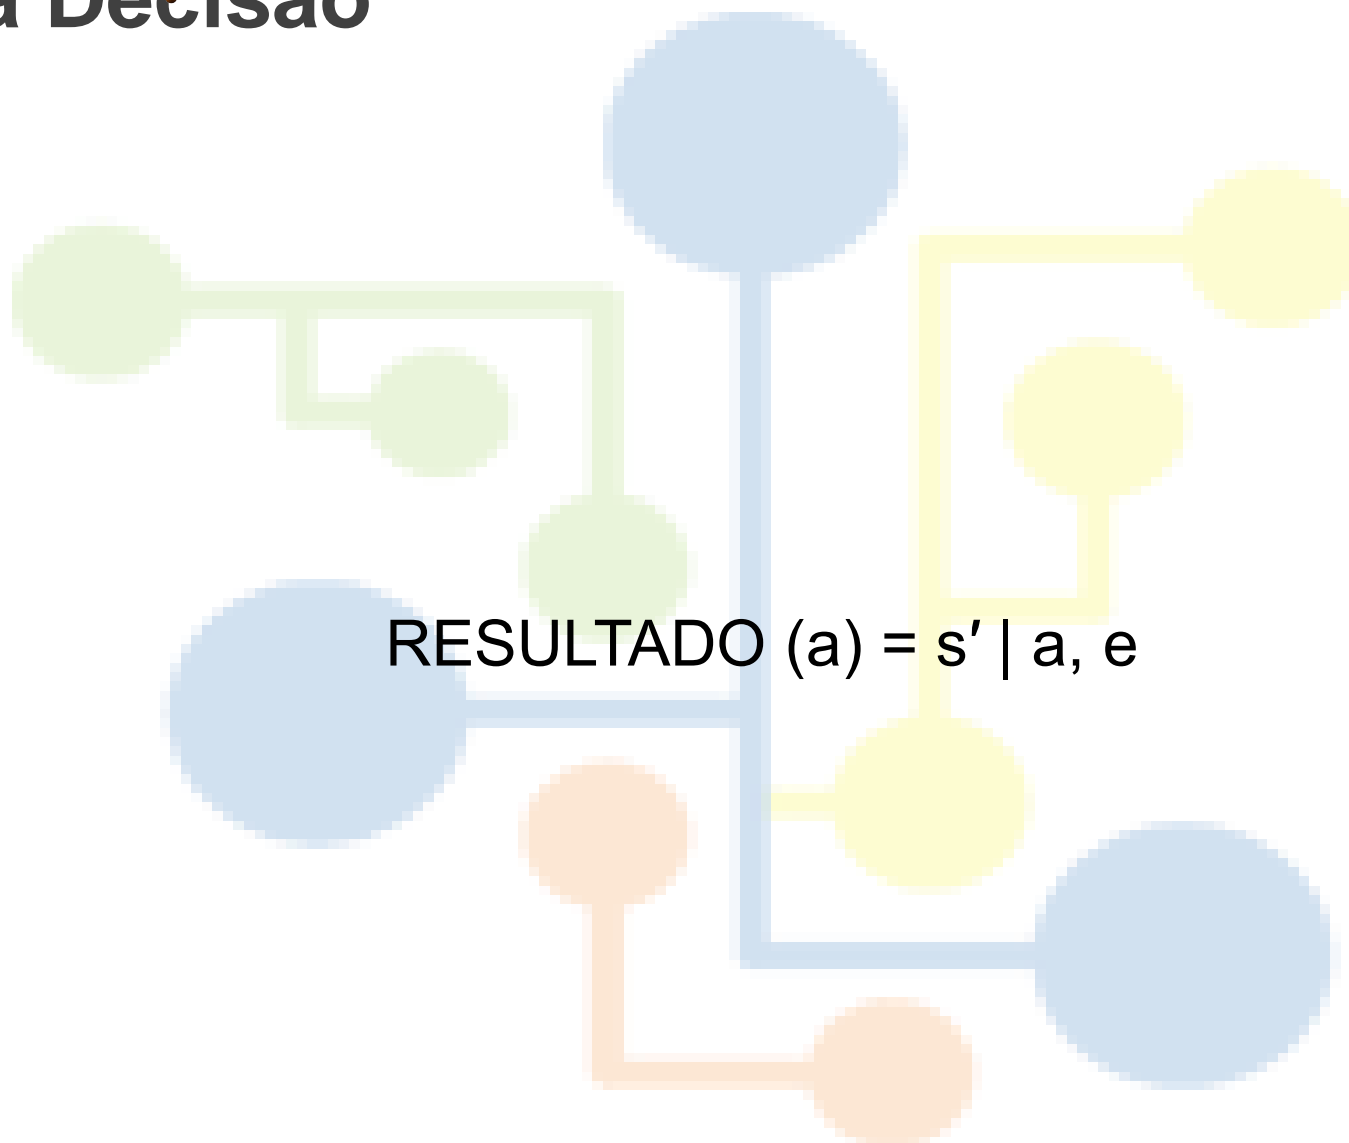 a Decisão
RESULTADO (a) = s′ | a, e